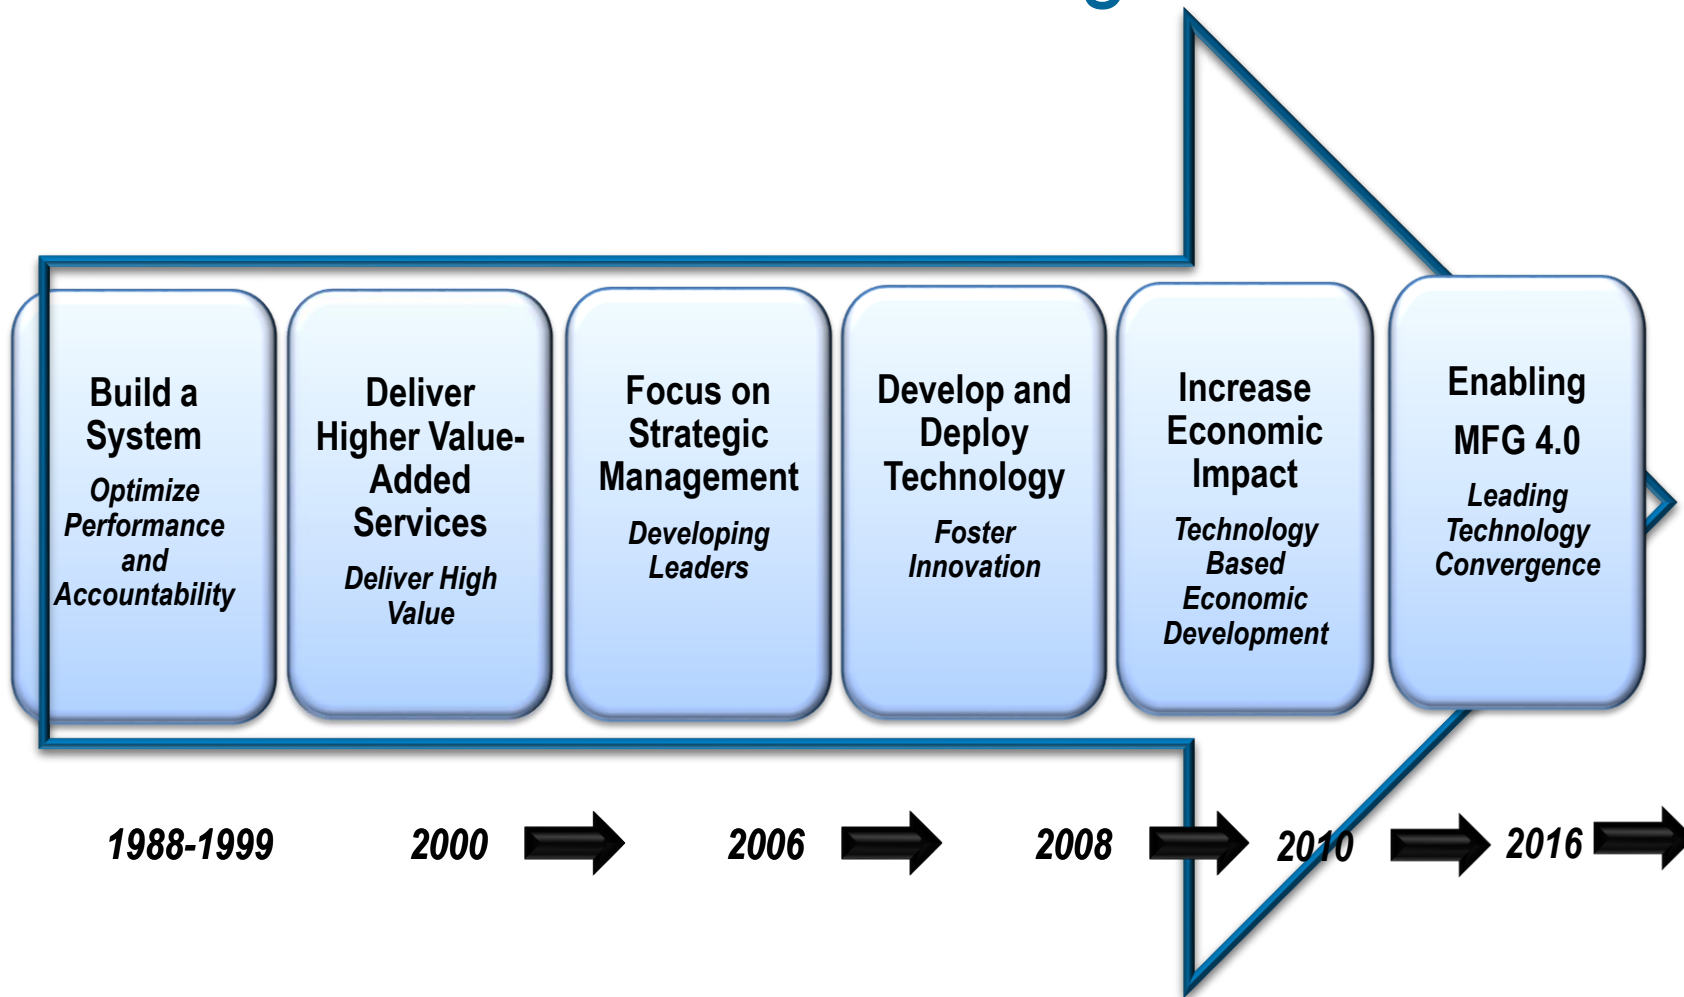 Build a
System
Optimize
Performance
and
Accountability
Deliver
Higher Value-
Added
Services
Deliver High
Value
Focus on
Strategic
Management
Developing
Leaders
Develop and
Deploy
Technology
Foster
Innovation
Increase
Economic
Impact
Technology
Based
Economic
Development
Enabling
MFG 4.0
Leading
Technology
Convergence
1988-1999 2000 2006 2008 2010 2016